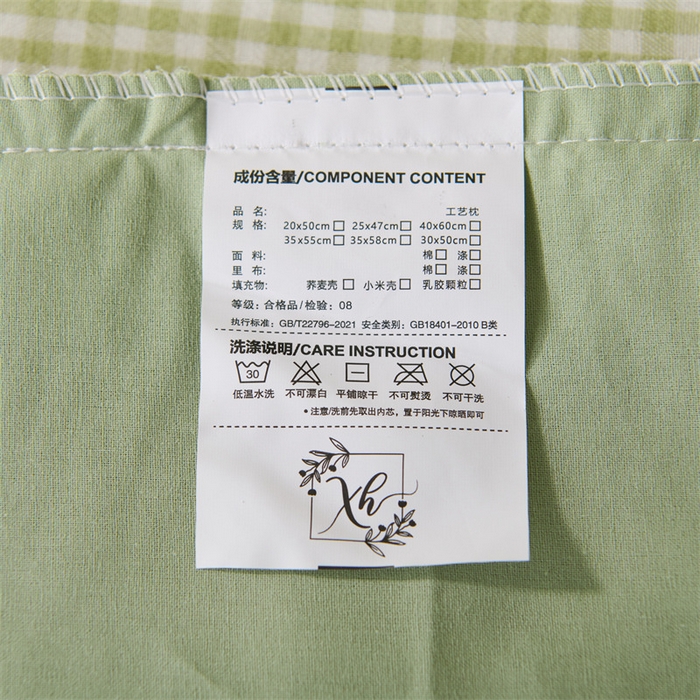 成份含量/COMPONENT CONTENT
品 名: 工艺枕
规 格: 20x50cm□ 25x47cm□ 40x60cm□
35x55cm□ 35x58cm□ 30x50cm□
面 料: 棉□ 涤□
里 布: 棉□ 涤□
填充物: 荞麦壳□ 小米壳□ 乳胶颗粒□
等级: 合格品/检验: 08
执行标准: GB/T22796-2021 安全类别: GB18401-2010 B类
洗涤说明/CARE INSTRUCTION
30
低温水洗 不可漂白 平铺晾干 不可熨烫 不可干洗
• 注意/洗前先取出内芯，置于阳光下晾晒即可
Xh